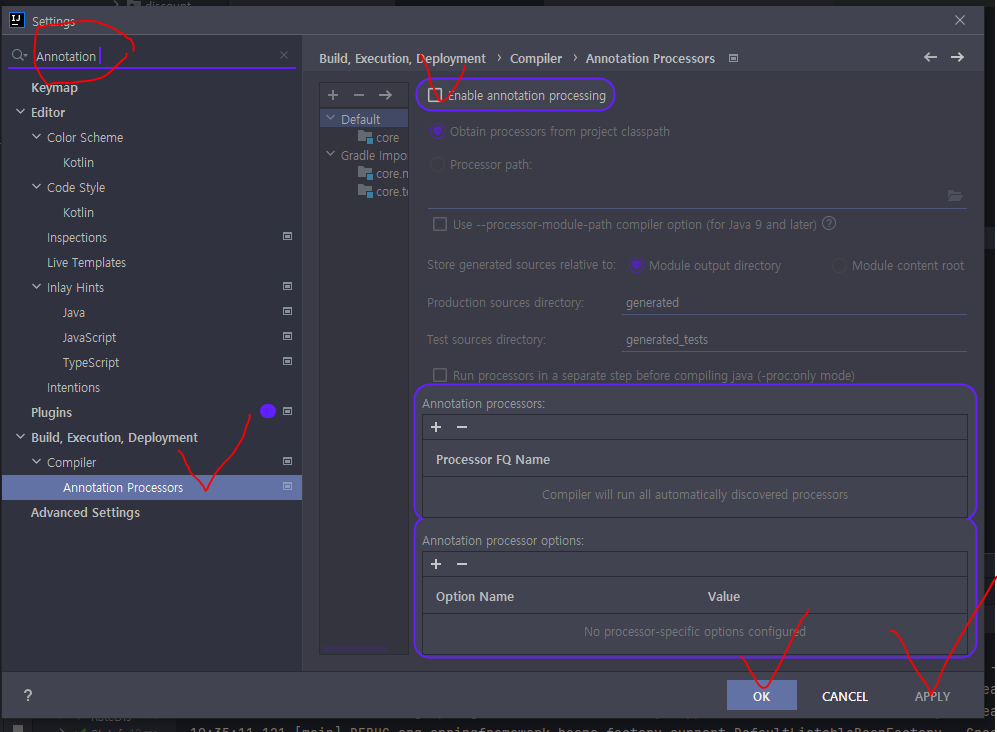 discount
IJ Settings
Annotation
Keymap
Editor
Color Scheme
Kotlin
Code Style
Kotlin
Inspections
Live Templates
Inlay Hints
Java
JavaScript
TypeScript
Intentions
Plugins
Build, Execution, Deployment
Compiler
Annotation Processors
Advanced Settings
Build, Execution, Deployment › Compiler › Annotation Processors
Default
core
Gradle Impo
core.m
core.te
Enable annotation processing
Obtain processors from project classpath
Processor path:
Use --processor-module-path compiler option (for Java 9 and later) ?
Store generated sources relative to: Module output directory Module content root
Production sources directory: generated
Test sources directory: generated_tests
Run processors in a separate step before compiling java (-proc:only mode)
Annotation processors:
+ −
Processor FQ Name
Compiler will run all automatically discovered processors
Annotation processor options:
+ −
Option Name Value
No processor-specific options configured
? OK CANCEL APPLY